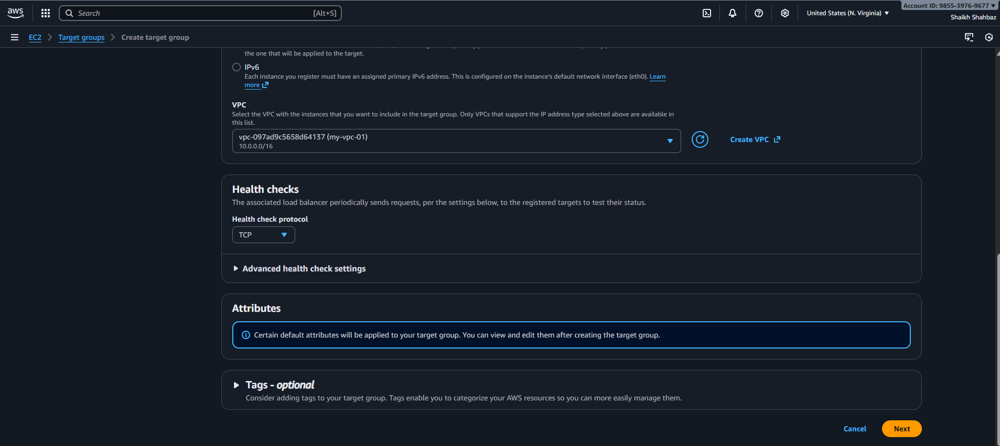 aws
Search
[Alt+S]
United States (N. Virginia)
Account ID: 9855-3976-9677
Shaikh Shahbaz
EC2
Target groups
Create target group
the one that will be applied to the target.
IPv6
Each instance you register must have an assigned primary IPv6 address. This is configured on the instance's default network interface (eth0). Learn
more
VPC
Select the VPC with the instances that you want to include in the target group. Only VPCs that support the IP address type selected above are available in
this list.
vpc-097ad9c5658d64137 (my-vpc-01)
10.0.0.0/16
Create VPC
Health checks
The associated load balancer periodically sends requests, per the settings below, to the registered targets to test their status.
Health check protocol
TCP
Advanced health check settings
Attributes
Certain default attributes will be applied to your target group. You can view and edit them after creating the target group.
Tags - optional
Consider adding tags to your target group. Tags enable you to categorize your AWS resources so you can more easily manage them.
Cancel
Next